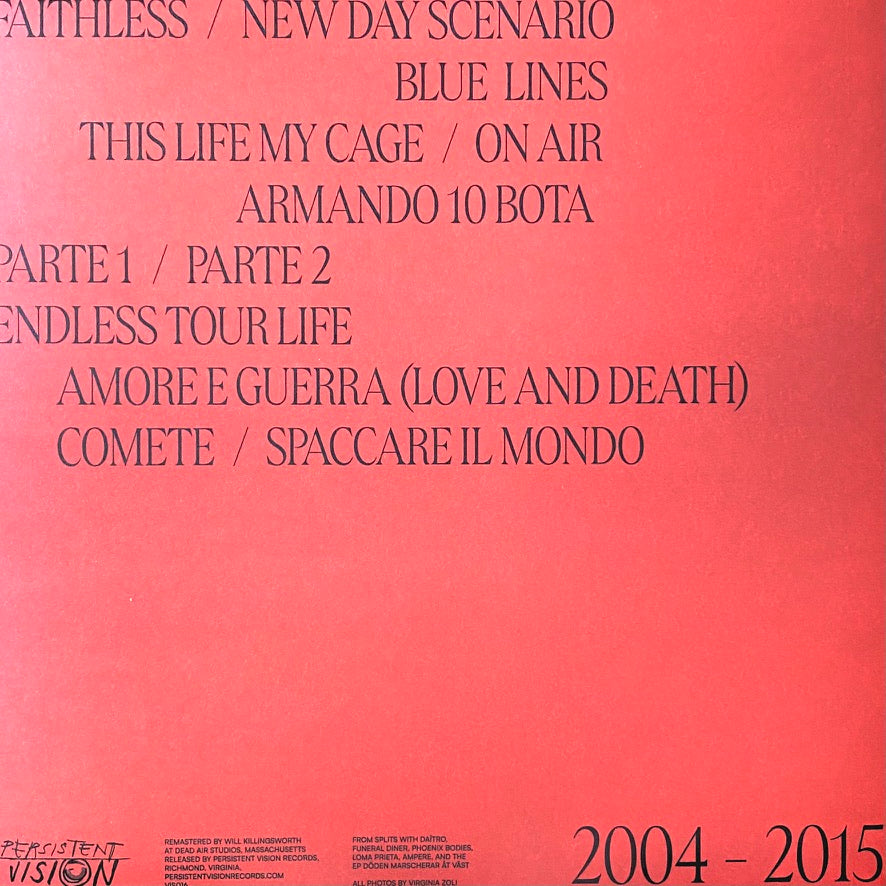 FAITHLESS / NEW DAY SCENARIO
BLUE LINES
THIS LIFE MY CAGE / ON AIR
ARMANDO 10 BOTA
PARTE 1 / PARTE 2
ENDLESS TOUR LIFE
AMORE E GUERRA (LOVE AND DEATH)
COMETE / SPACCARE IL MONDO
PERSISTENT
VISION
REMASTERED BY WILL KILLINGSWORTH
AT DEAD AIR STUDIOS, MASSACHUSETTS
RELEASED BY PERSISTENT VISION RECORDS,
RICHMOND, VIRGINIA,
PERSISTENTVISIONRECORDS.COM
VIS016
FROM SPLITS WITH DAÏTRO,
FUNERAL DINER, PHOENIX BODIES,
LOMA PRIETA, AMPERE, AND THE
EP DÖDEN MARSCHERAR ÅT VÄST
ALL PHOTOS BY VIRGINIA ZOLI
2004 – 2015